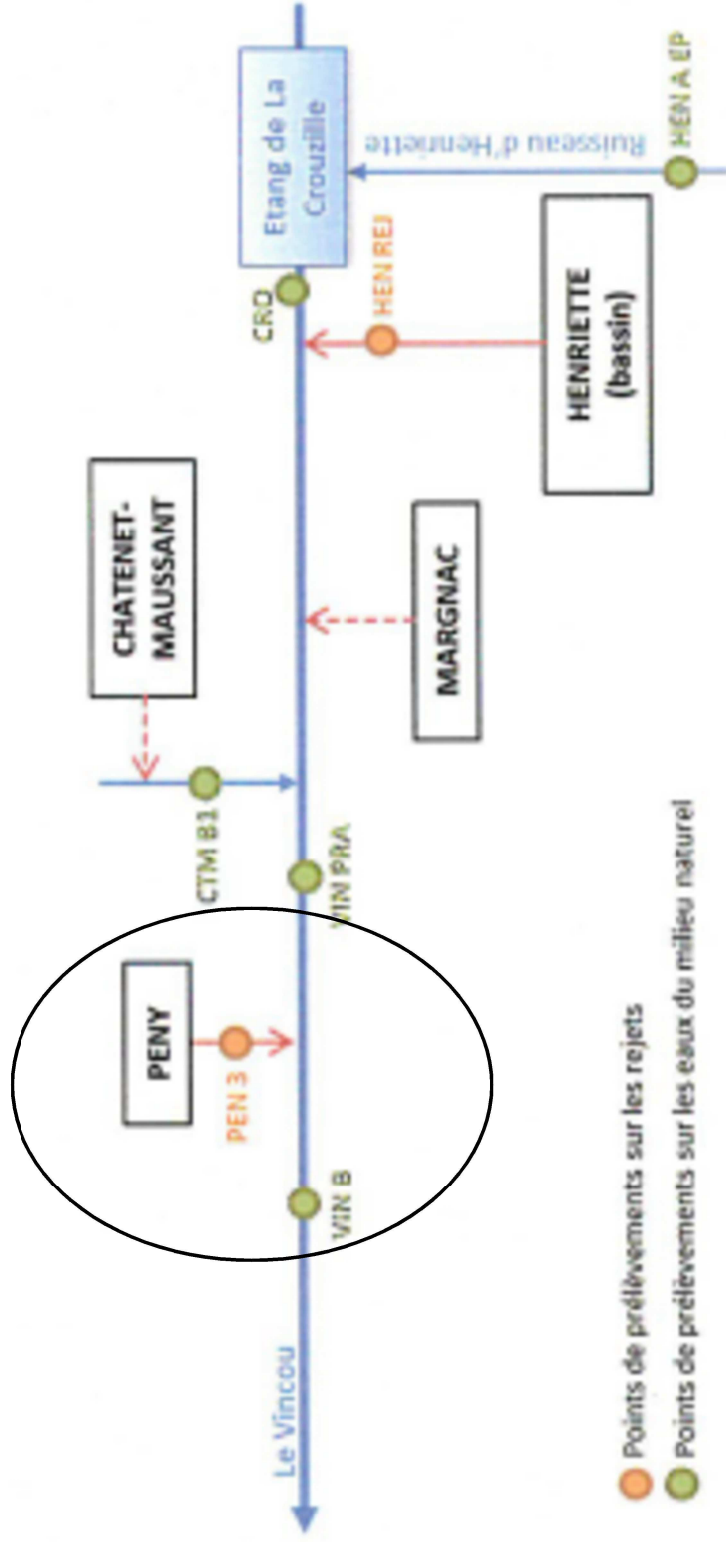 Etang de La
Crouzille
Ruisseau d'Henriette
HEN A EP
CRO
HEN REJ
HENRIETTE
(bassin)
CHATENET-
MAUSSANT
MARGNAC
CTM B1
VIN PRA
PENY
PEN 3
VIN B
Le Vincou
Points de prélèvements sur les rejets
Points de prélèvements sur les eaux du milieu naturel